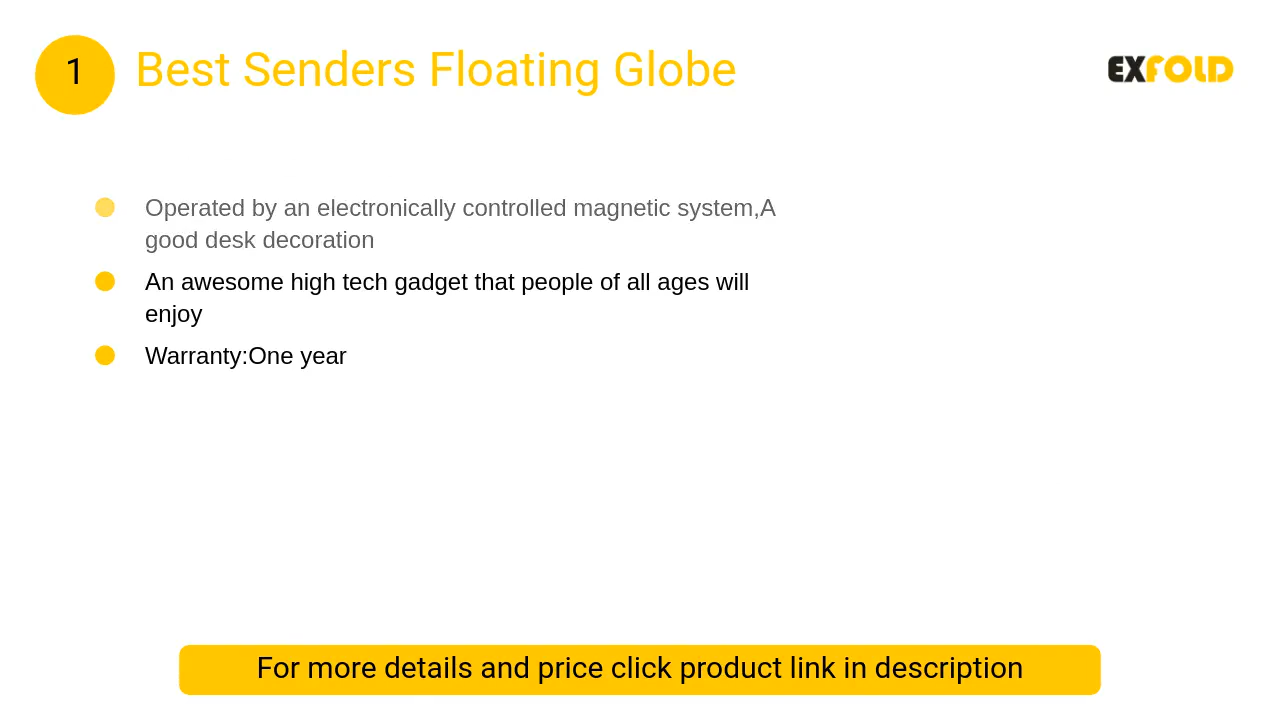 1
Best Senders Floating Globe
EXFOLD
Operated by an electronically controlled magnetic system,A
good desk decoration
An awesome high tech gadget that people of all ages will
enjoy
Warranty:One year
For more details and price click product link in description